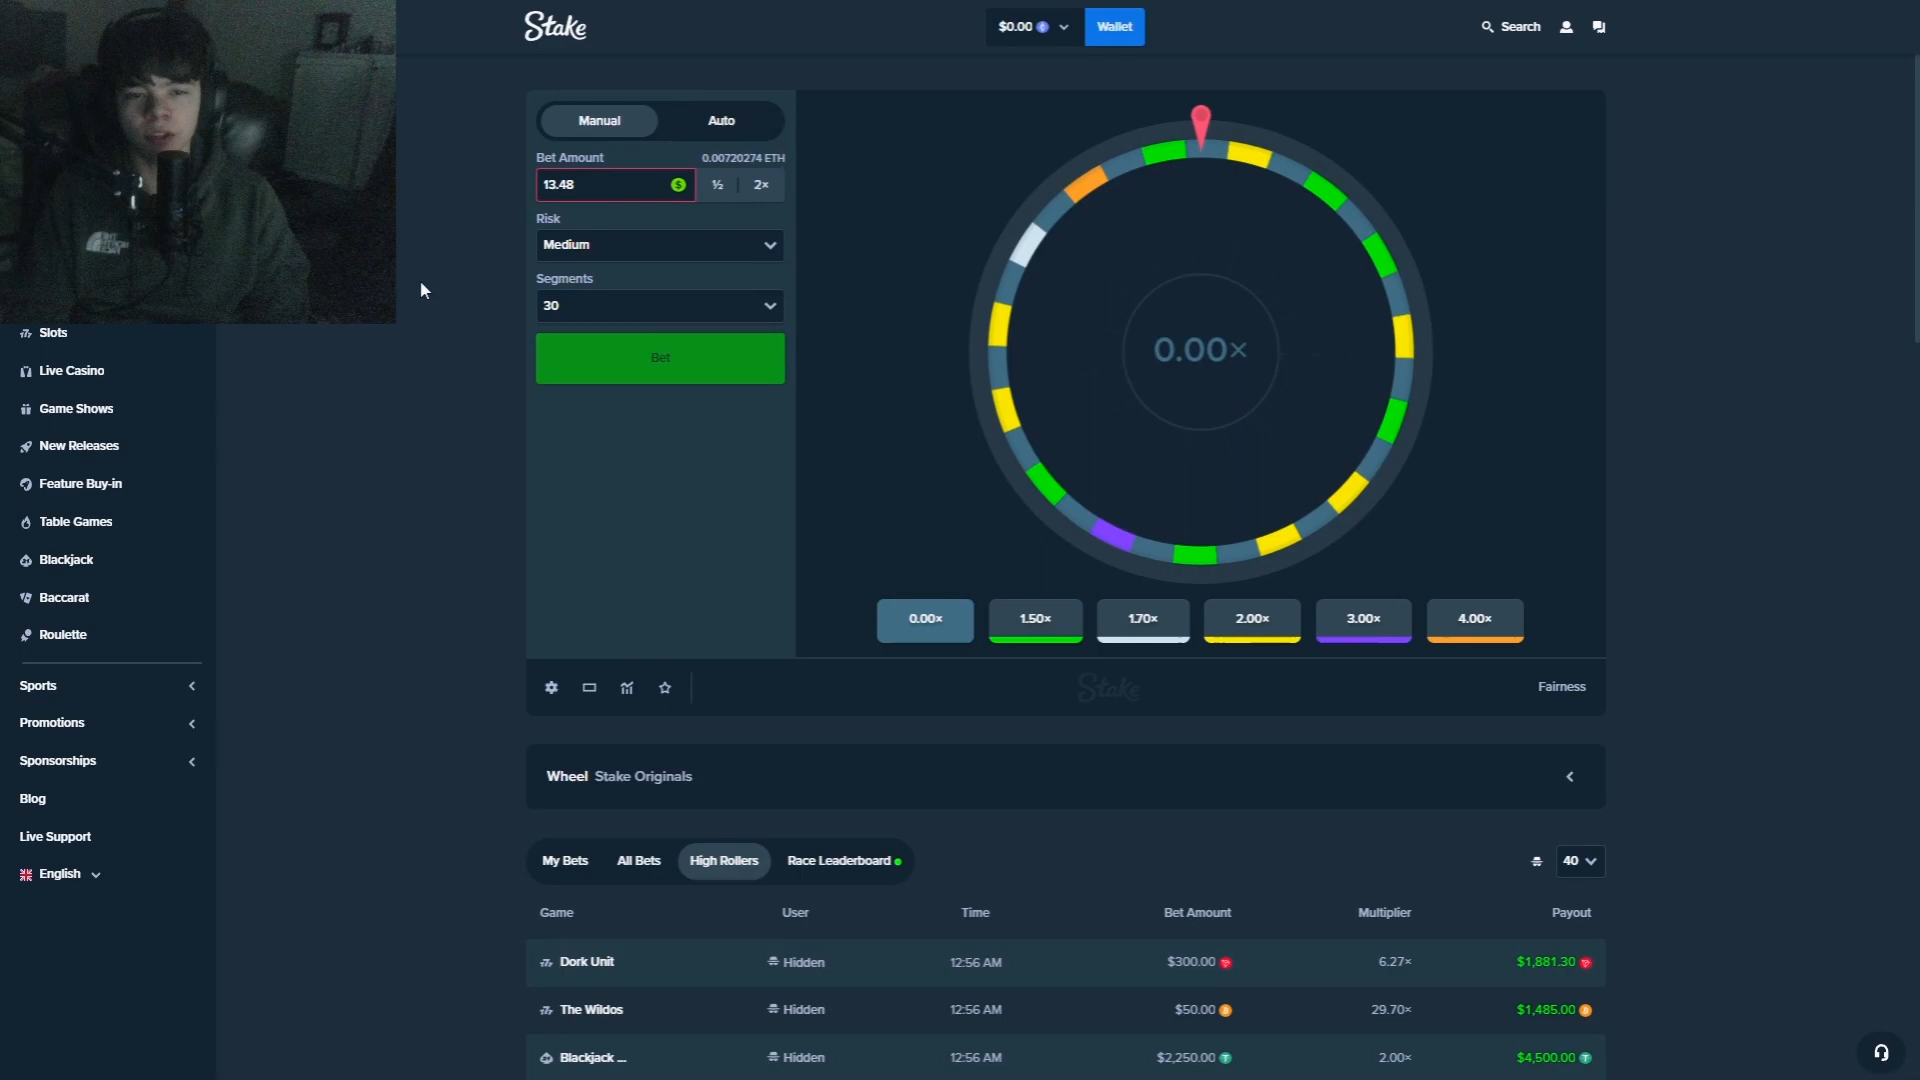 Stake
$0.00
Wallet
Search
Manual
Auto
Bet Amount
0.00720274 ETH
13.48
½
2×
Risk
Medium
Segments
30
Bet
0.00×
0.00×
1.50×
1.70×
2.00×
3.00×
4.00×
Stake
Fairness
Slots
Live Casino
Game Shows
New Releases
Feature Buy-in
Table Games
Blackjack
Baccarat
Roulette
Sports
Promotions
Sponsorships
Blog
Live Support
English
Wheel Stake Originals
My Bets
All Bets
High Rollers
Race Leaderboard
40
Game User Time Bet Amount Multiplier Payout
Dork Unit Hidden 12:56 AM $300.00 6.27× $1,881.30
The Wildos Hidden 12:56 AM $50.00 29.70× $1,485.00
Blackjack ... Hidden 12:56 AM $2,250.00 2.00× $4,500.00